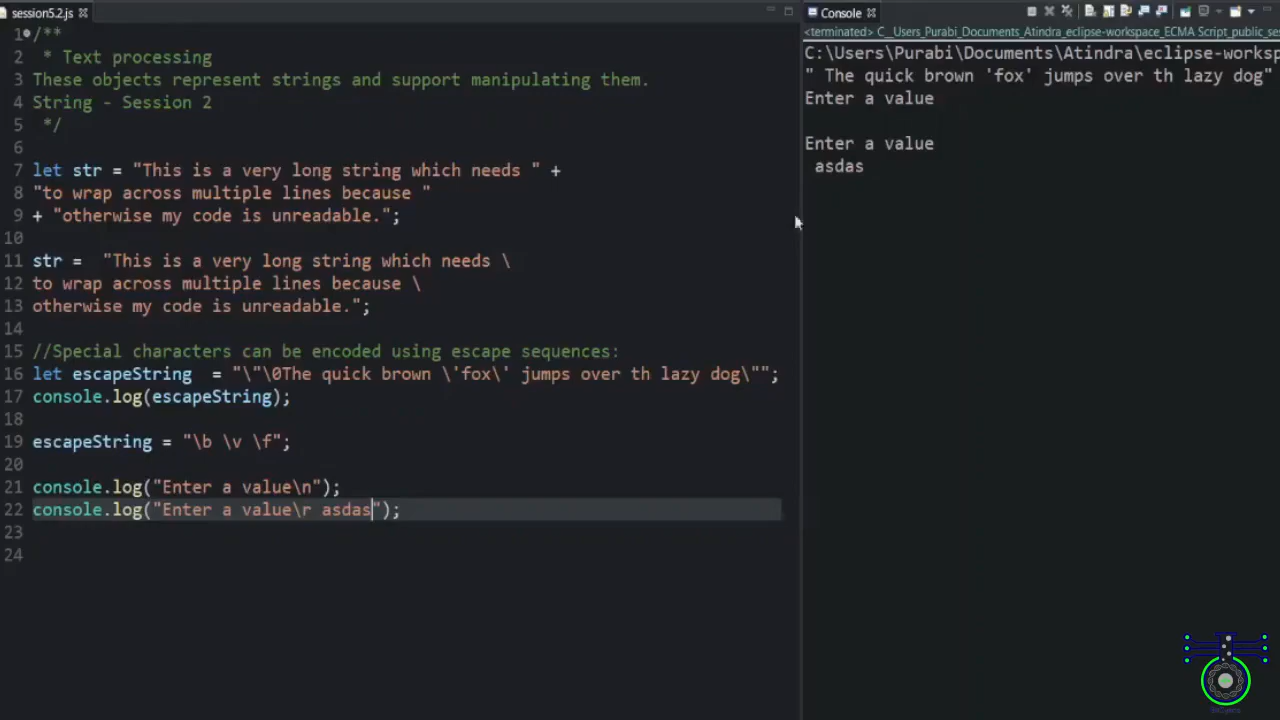 session5.2.js
1 /**
2 * Text processing
3 These objects represent strings and support manipulating them.
4 String - Session 2
5 */
6
7 let str = "This is a very long string which needs " +
8 "to wrap across multiple lines because "
9 + "otherwise my code is unreadable.";
10
11 str =  "This is a very long string which needs \
12 to wrap across multiple lines because \
13 otherwise my code is unreadable.";
14
15 //Special characters can be encoded using escape sequences:
16 let escapeString  = "\"\0The quick brown \'fox\' jumps over th lazy dog\"";
17 console.log(escapeString);
18
19 escapeString = "\b \v \f";
20
21 console.log("Enter a value\n");
22 console.log("Enter a value\r asdas");
23
24
Console
<terminated> C__Users_Purabi_Documents_Atindra_eclipse-workspace_ECMA Script_public_se
C:\Users\Purabi\Documents\Atindra\eclipse-worksp
" The quick brown 'fox' jumps over th lazy dog"
Enter a value
Enter a value
asdas